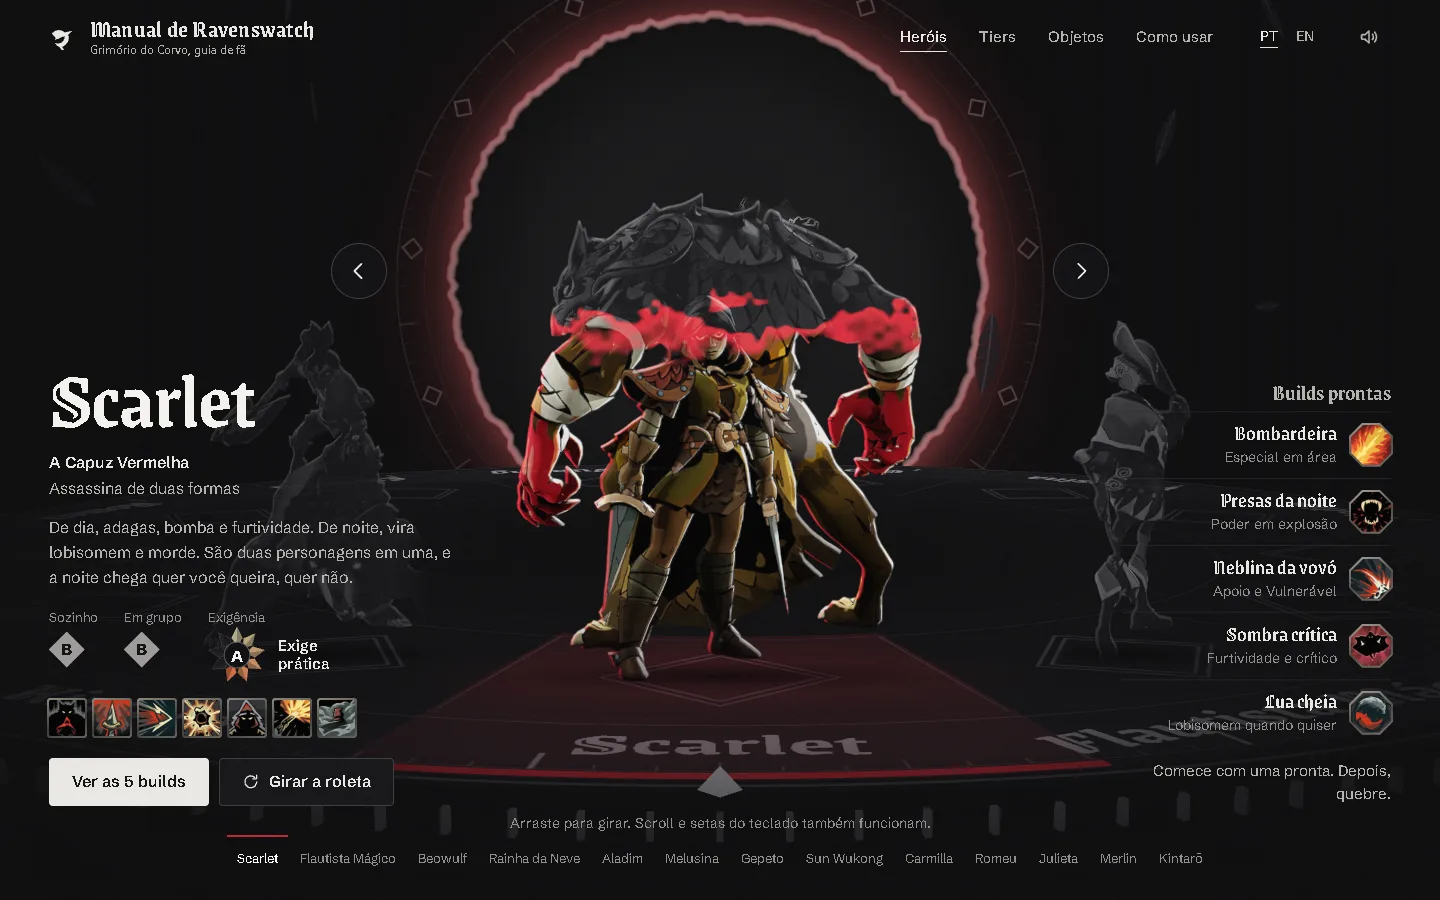 Manual de Ravenswatch
Grimório do Corvo, guia de fã
Heróis
Tiers
Objetos
Como usar
PT
EN
Scarlet
A Capuz Vermelha
Assassina de duas formas
De dia, adagas, bomba e furtividade. De noite, vira
lobisomem e morde. São duas personagens em uma, e
a noite chega quer você queira, quer não.
Sozinho
Em grupo
Exigência
B
B
A
Exige
prática
Ver as 5 builds
Girar a roleta
Builds prontas
Bombardeira
Especial em área
Presas da noite
Poder em explosão
Neblina da vovó
Apoio e Vulnerável
Sombra crítica
Furtividade e crítico
Lua cheia
Lobisomem quando quiser
Comece com uma pronta. Depois,
quebre.
Scarlet
Arraste para girar. Scroll e setas do teclado também funcionam.
Scarlet
Flautista Mágico
Beowulf
Rainha da Neve
Aladim
Melusina
Gepeto
Sun Wukong
Carmilla
Romeu
Julieta
Merlin
Kintarō